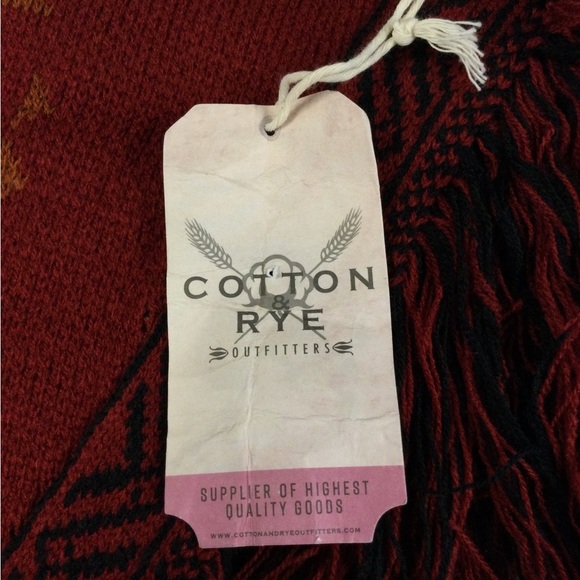 COTTON
&
RYE
OUTFITTERS
SUPPLIER OF HIGHEST
QUALITY GOODS
WWW.COTTONANDRYEOUTFITTERS.COM